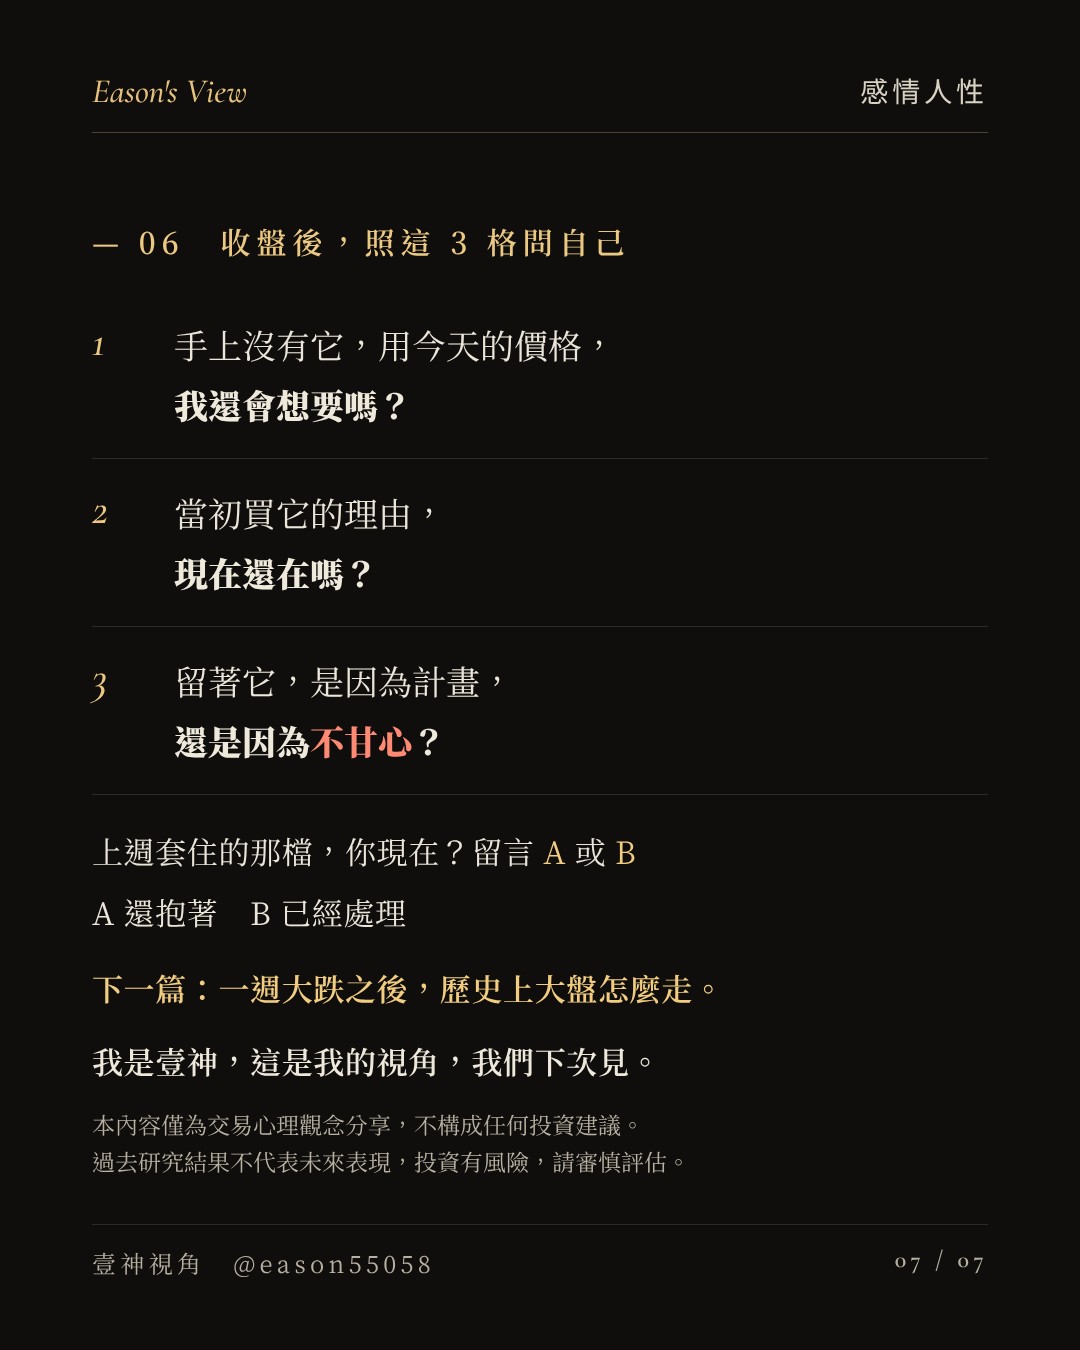 Eason's View
感情人性
— 06 收盤後，照這 3 格問自己
1 手上沒有它，用今天的價格，
我還會想要嗎？
2 當初買它的理由，
現在還在嗎？
3 留著它，是因為計畫，
還是因為不甘心？
上週套住的那檔，你現在？留言 A 或 B
A 還抱著　B 已經處理
下一篇：一週大跌之後，歷史上大盤怎麼走。
我是壹神，這是我的視角，我們下次見。
本內容僅為交易心理觀念分享，不構成任何投資建議。
過去研究結果不代表未來表現，投資有風險，請審慎評估。
壹神視角　@eason55058
07 / 07